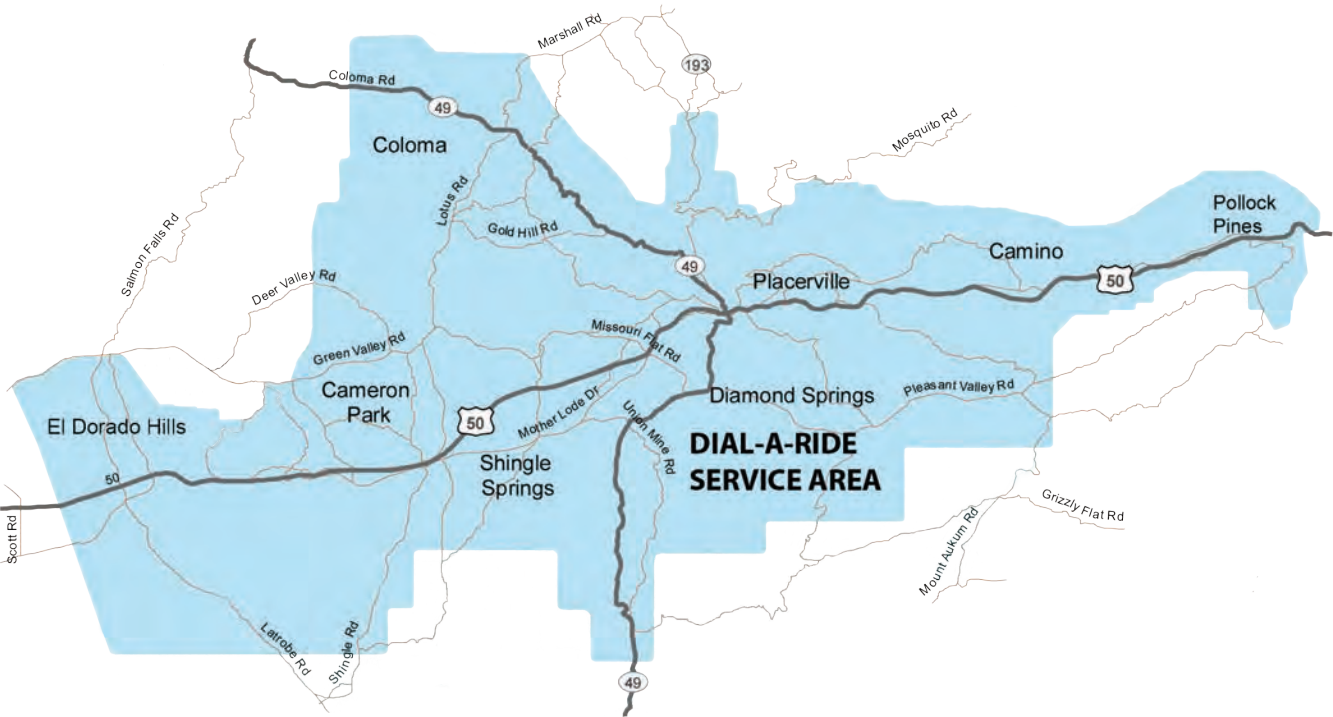 Marshall Rd
193
Coloma Rd
49
Mosquito Rd
Coloma
Lotus Rd
Pollock
Pines
Salmon Falls Rd
Gold Hill Rd
Camino
49
Placerville
50
Deer Valley Rd
Missouri Flat Rd
Green Valley Rd
Cameron
Park
Pleasant Valley Rd
Diamond Springs
Mother Lode Dr
50
El Dorado Hills
Union Mine Rd
DIAL-A-RIDE
SERVICE AREA
Shingle
Springs
50
Scott Rd
Grizzly Flat Rd
Mount Aukum Rd
Latrobe Rd
Shingle Rd
49